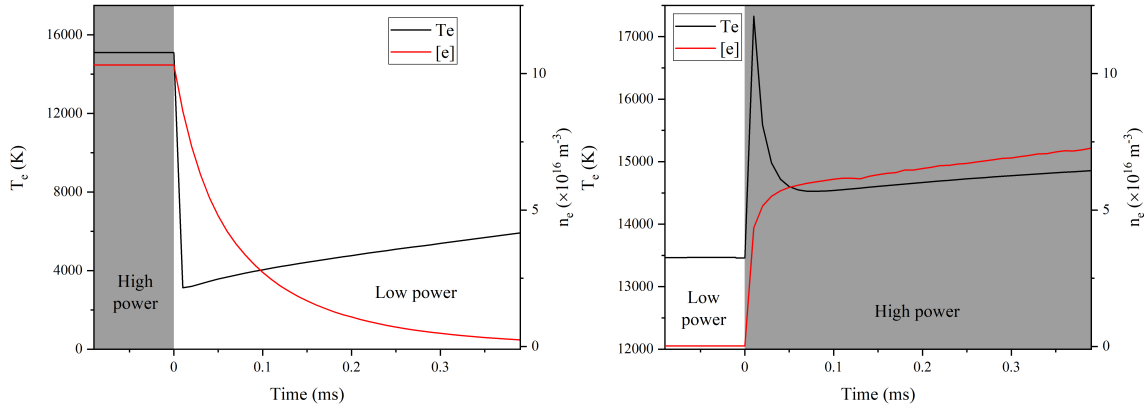 16000
12000
8000
4000
0
T_e (K)
Te
[e]
High
power
Low power
10
5
0
n_e (×10^16 m^-3)
0
0.1
0.2
0.3
Time (ms)
17000
16000
15000
14000
13000
12000
T_e (K)
Te
[e]
Low
power
High power
10
5
0
n_e (×10^16 m^-3)
0
0.1
0.2
0.3
Time (ms)